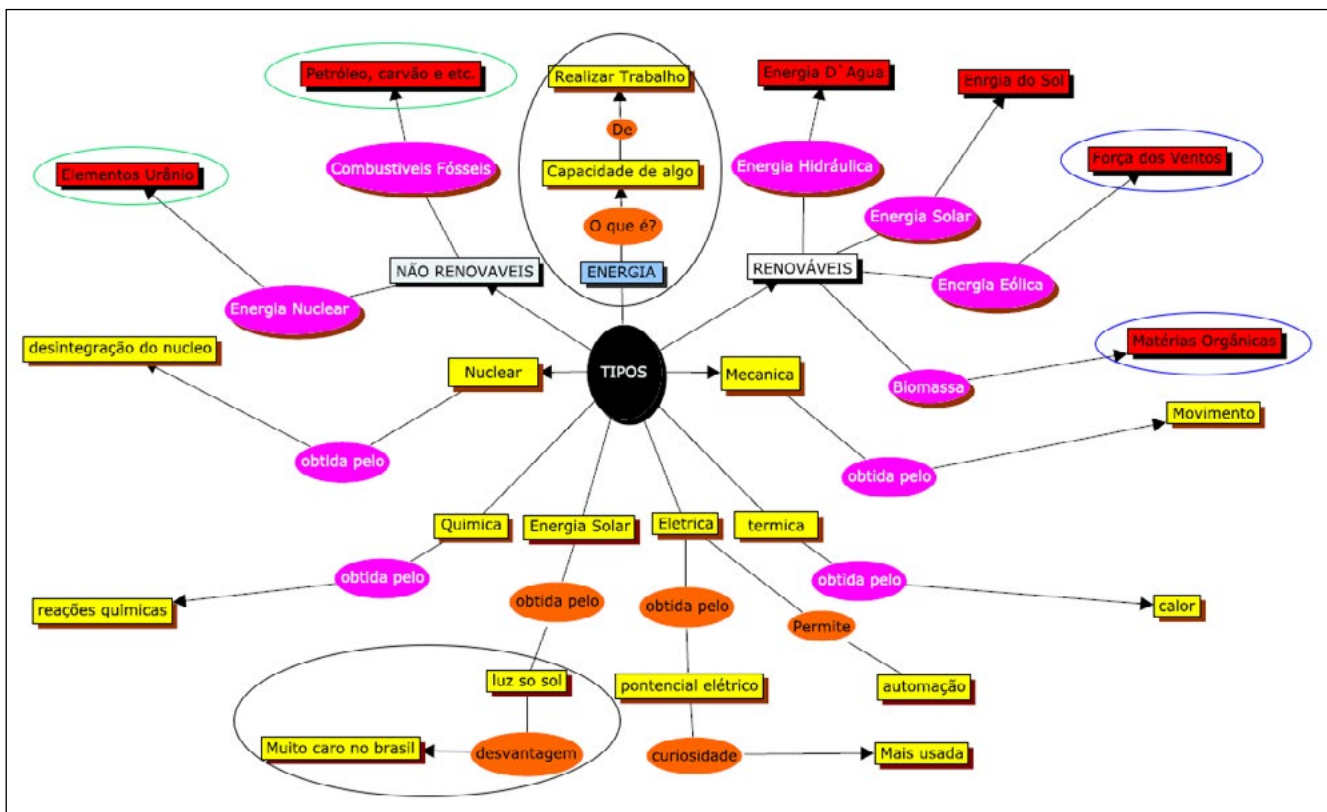 Petróleo, carvão e etc.
Realizar Trabalho
Energia D`Agua
Enrgia do Sol
De
Combustiveis Fósseis
Energia Hidráulica
Força dos Ventos
Elementos Urânio
Capacidade de algo
O que é?
Energia Solar
NÃO RENOVAVEIS
ENERGIA
RENOVÁVEIS
Energia Eólica
Energia Nuclear
desintegração do nucleo
Matérias Orgânicas
Nuclear
TIPOS
Mecanica
Biomassa
Movimento
obtida pelo
obtida pelo
Quimica
Energia Solar
Eletrica
termica
obtida pelo
obtida pelo
obtida pelo
obtida pelo
reações quimicas
calor
Permite
luz so sol
pontencial elétrico
automação
Muito caro no brasil
desvantagem
curiosidade
Mais usada